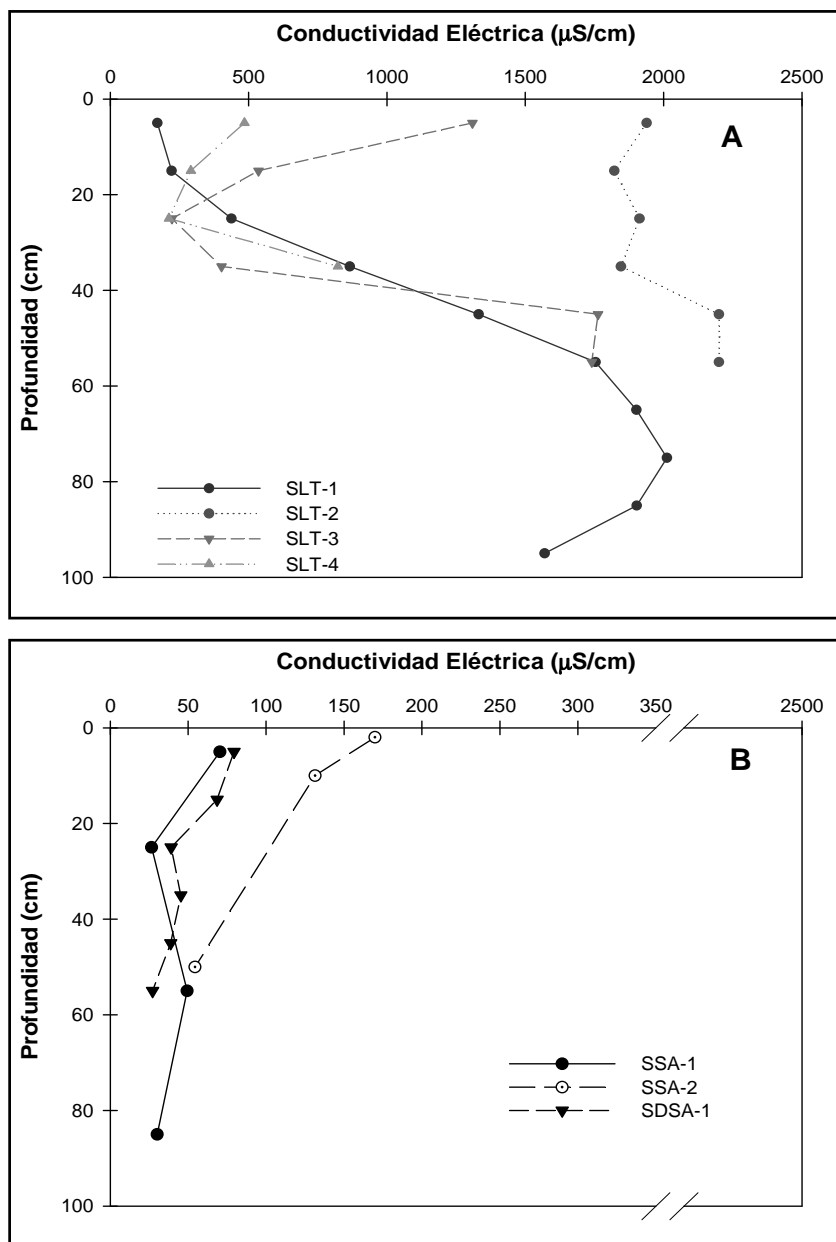 Conductividad Eléctrica (µS/cm)
0 500 1000 1500 2000 2500
A
0
20
40
60
80
100
Profundidad (cm)
SLT-1
SLT-2
SLT-3
SLT-4
Conductividad Eléctrica (µS/cm)
0 50 100 150 200 250 300 350 2500
B
0
20
40
60
80
100
Profundidad (cm)
SSA-1
SSA-2
SDSA-1